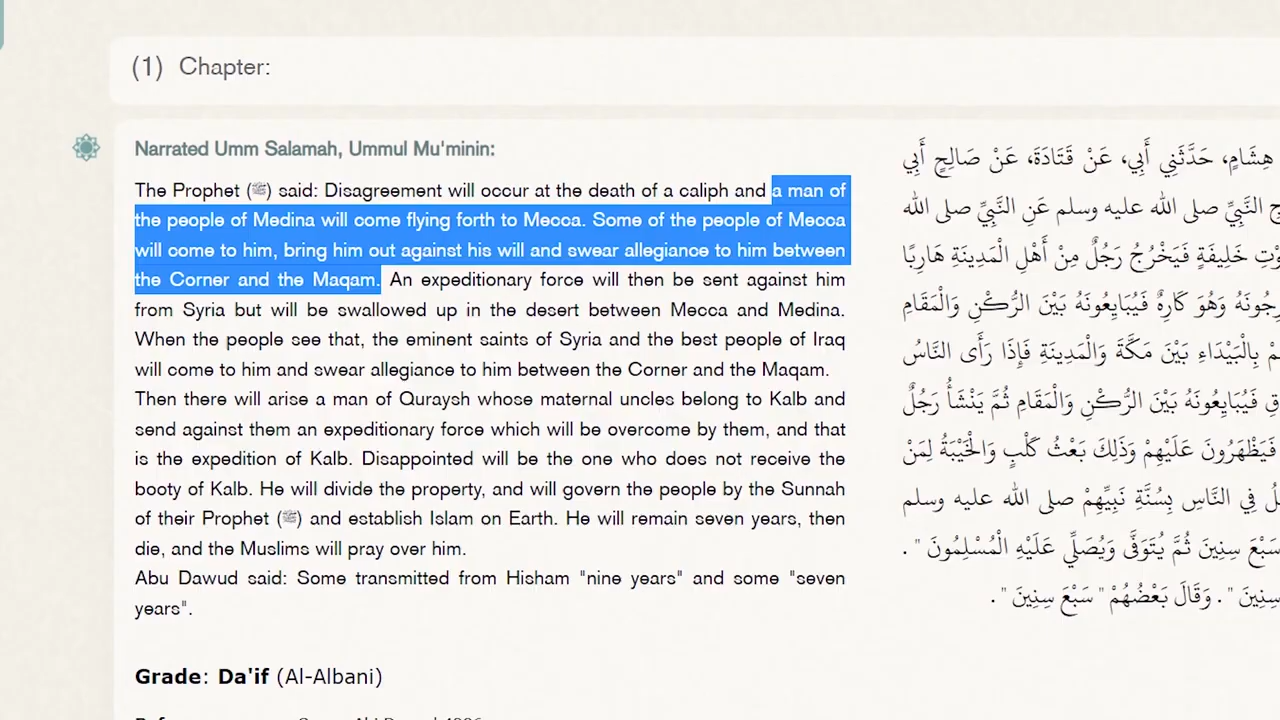 (1) Chapter:
Narrated Umm Salamah, Ummul Mu'minin:
The Prophet (ﷺ) said: Disagreement will occur at the death of a caliph and a man of
the people of Medina will come flying forth to Mecca. Some of the people of Mecca
will come to him, bring him out against his will and swear allegiance to him between
the Corner and the Maqam. An expeditionary force will then be sent against him
from Syria but will be swallowed up in the desert between Mecca and Medina.
When the people see that, the eminent saints of Syria and the best people of Iraq
will come to him and swear allegiance to him between the Corner and the Maqam.
Then there will arise a man of Quraysh whose maternal uncles belong to Kalb and
send against them an expeditionary force which will be overcome by them, and that
is the expedition of Kalb. Disappointed will be the one who does not receive the
booty of Kalb. He will divide the property, and will govern the people by the Sunnah
of their Prophet (ﷺ) and establish Islam on Earth. He will remain seven years, then
die, and the Muslims will pray over him.
Abu Dawud said: Some transmitted from Hisham "nine years" and some "seven
years".
Grade: Da'if (Al-Albani)
هِشَامٍ، حَدَّثَنِي أَبِي، عَنْ قَتَادَةَ، عَنْ صَالِحٍ أَبِي
النَّبِيِّ صلى الله عليه وسلم عَنِ النَّبِيِّ صلى الله
خَلِيفَةٍ فَيَخْرُجُ رَجُلٌ مِنْ أَهْلِ الْمَدِينَةِ هَارِبًا
وَهُوَ كَارِهٌ فَيُبَايِعُونَهُ بَيْنَ الرُّكْنِ وَالْمَقَامِ
بِالْبَيْدَاءِ بَيْنَ مَكَّةَ وَالْمَدِينَةِ فَإِذَا رَأَى النَّاسُ
فَيُبَايِعُونَهُ بَيْنَ الرُّكْنِ وَالْمَقَامِ ثُمَّ يَنْشَأُ رَجُلٌ
فَيَظْهَرُونَ عَلَيْهِمْ وَذَلِكَ بَعْثُ كَلْبٍ وَالْخَيْبَةُ لِمَنْ
فِي النَّاسِ بِسُنَّةِ نَبِيِّهِمْ صلى الله عليه وسلم
سَبْعَ سِنِينَ ثُمَّ يُتَوَفَّى وَيُصَلِّي عَلَيْهِ الْمُسْلِمُونَ " .
سِنِينَ " . وَقَالَ بَعْضُهُمْ " سَبْعَ سِنِينَ " .